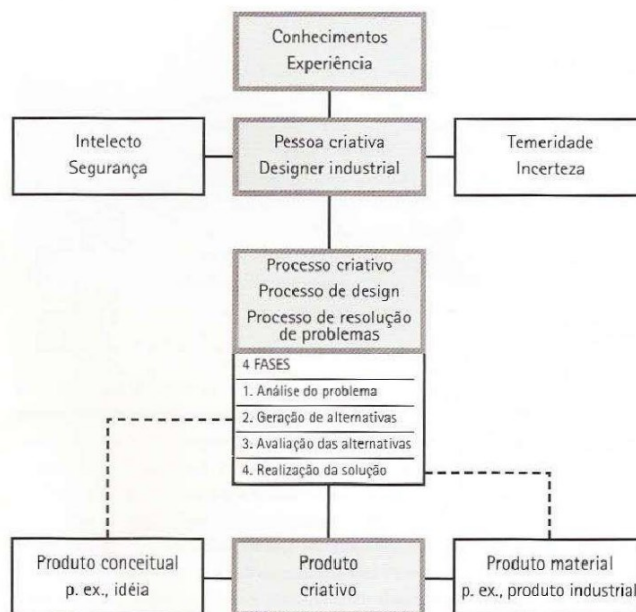 Conhecimentos
Experiência
Intelecto
Segurança
Pessoa criativa
Designer industrial
Temeridade
Incerteza
Processo criativo
Processo de design
Processo de resolução
de problemas
4 FASES
1. Análise do problema
2. Geração de alternativas
3. Avaliação das alternativas
4. Realização da solução
Produto conceitual
p. ex., idéia
Produto
criativo
Produto material
p. ex., produto industrial